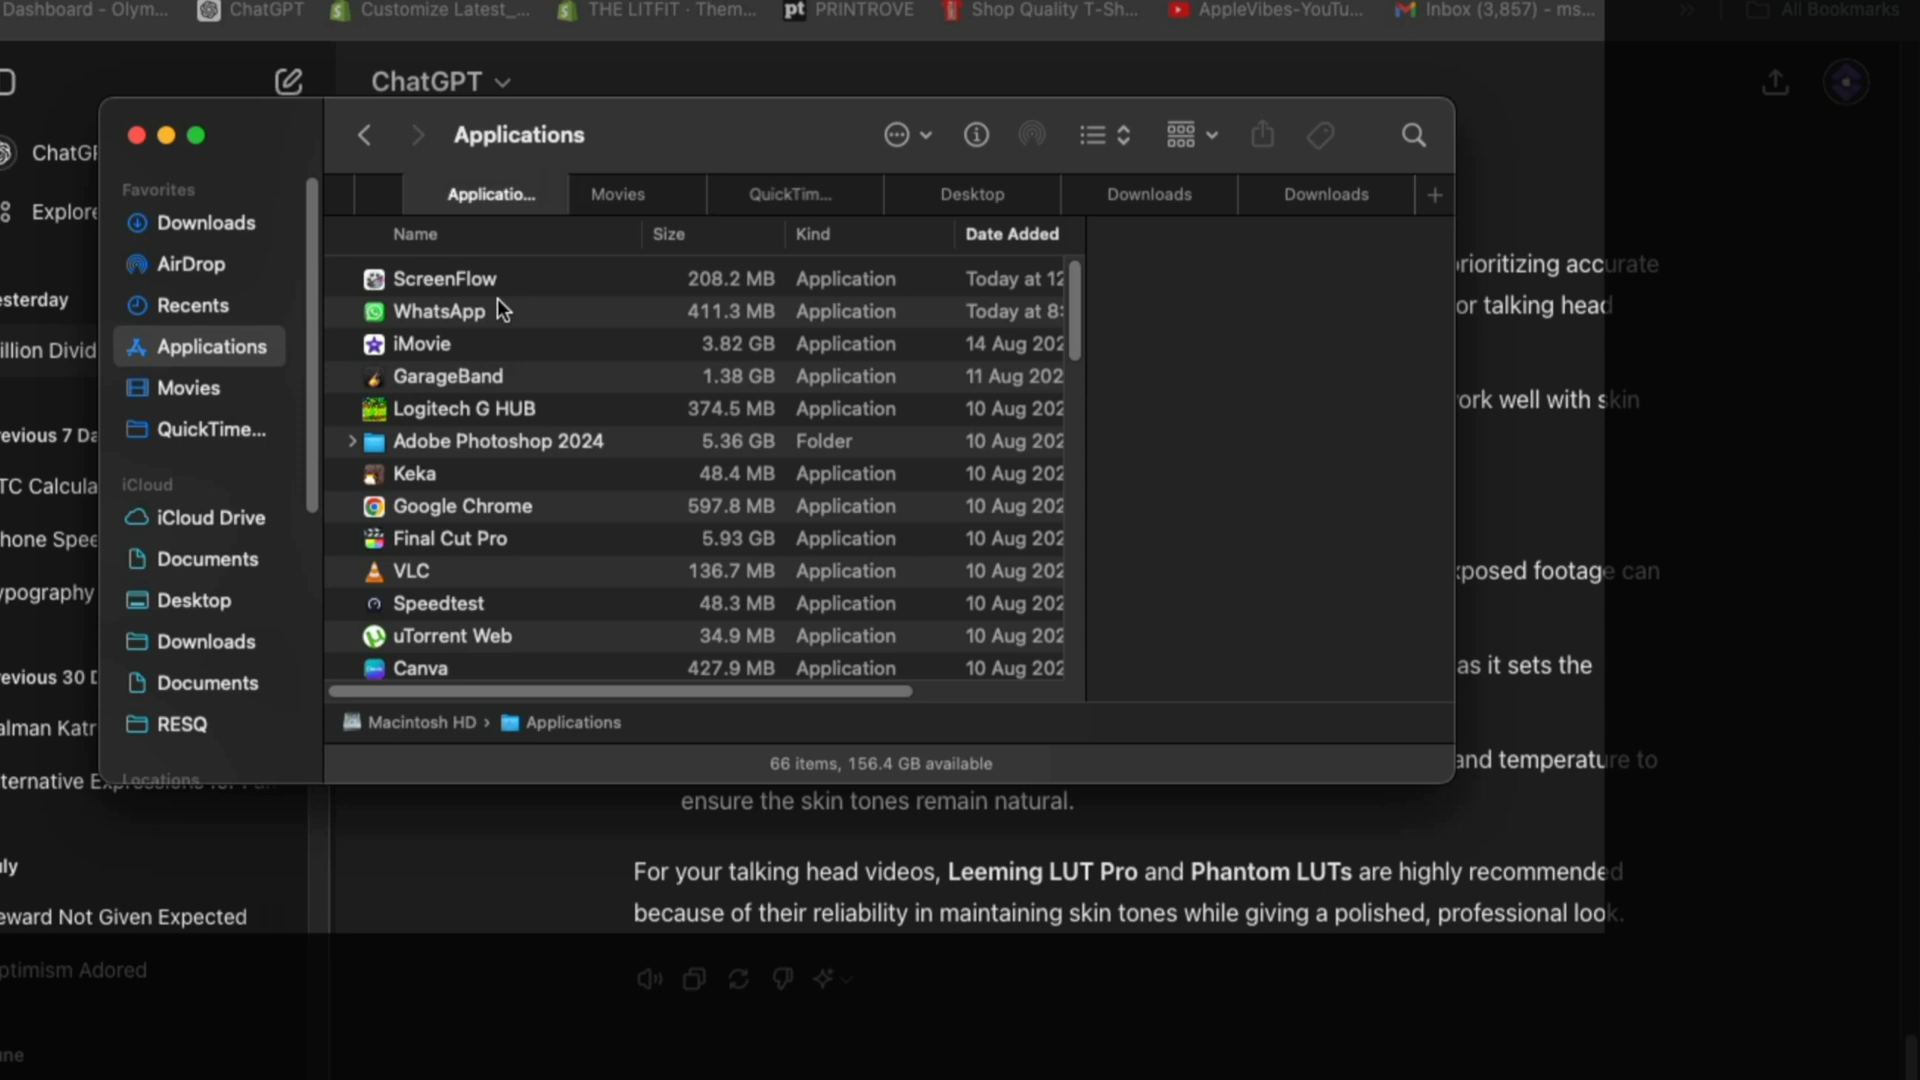 Dashboard - Olym...
ChatGPT
Customize Latest_...
THE LITFIT · Them...
pt PRINTROVE
Shop Quality T-Sh...
AppleVibes-YouTu...
Inbox (3,857) - ms...
All Bookmarks
ChatGPT
Applications
Favorites
Downloads
AirDrop
Recents
Applications
Movies
QuickTime...
iCloud
iCloud Drive
Documents
Desktop
Downloads
Documents
RESQ
Locations
Applicatio...
Movies
QuickTim...
Desktop
Downloads
Downloads
Name Size Kind Date Added
ScreenFlow 208.2 MB Application Today at 12
WhatsApp 411.3 MB Application Today at 8:
iMovie 3.82 GB Application 14 Aug 202
GarageBand 1.38 GB Application 11 Aug 202
Logitech G HUB 374.5 MB Application 10 Aug 202
Adobe Photoshop 2024 5.36 GB Folder 10 Aug 202
Keka 48.4 MB Application 10 Aug 202
Google Chrome 597.8 MB Application 10 Aug 202
Final Cut Pro 5.93 GB Application 10 Aug 202
VLC 136.7 MB Application 10 Aug 202
Speedtest 48.3 MB Application 10 Aug 202
uTorrent Web 34.9 MB Application 10 Aug 202
Canva 427.9 MB Application 10 Aug 202
Macintosh HD › Applications
66 items, 156.4 GB available
ChatG
Explore
esterday
illion Divid
evious 7 Da
TC Calcula
hone Spee
ypography
evious 30 D
alman Katr
ternative Expressions for
uly
eward Not Given Expected
ptimism Adored
une
rioritizing accurate
or talking head
ork well with skin
xposed footage can
as it sets the
and temperature to
ensure the skin tones remain natural.
For your talking head videos, Leeming LUT Pro and Phantom LUTs are highly recommended
because of their reliability in maintaining skin tones while giving a polished, professional look.